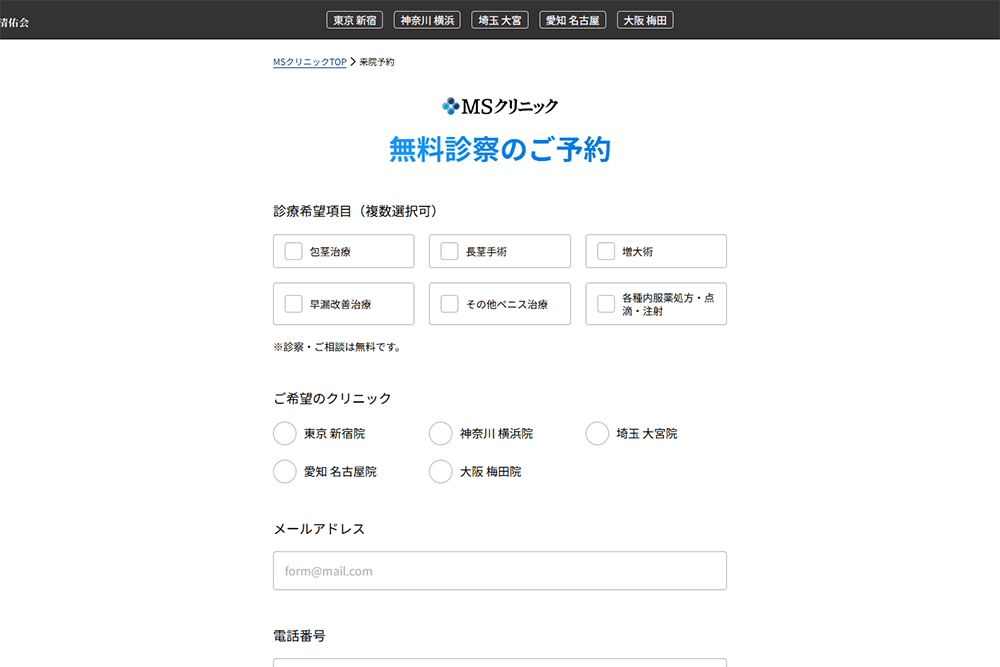 清佑会
東京 新宿 神奈川 横浜 埼玉 大宮 愛知 名古屋 大阪 梅田
MSクリニックTOP 来院予約
MSクリニック
無料診察のご予約
診療希望項目（複数選択可）
包茎治療 長茎手術 増大術
早漏改善治療 その他ペニス治療 各種内服薬処方・点
滴・注射
※診察・ご相談は無料です。
ご希望のクリニック
東京 新宿院 神奈川 横浜院 埼玉 大宮院
愛知 名古屋院 大阪 梅田院
メールアドレス
form@mail.com
電話番号